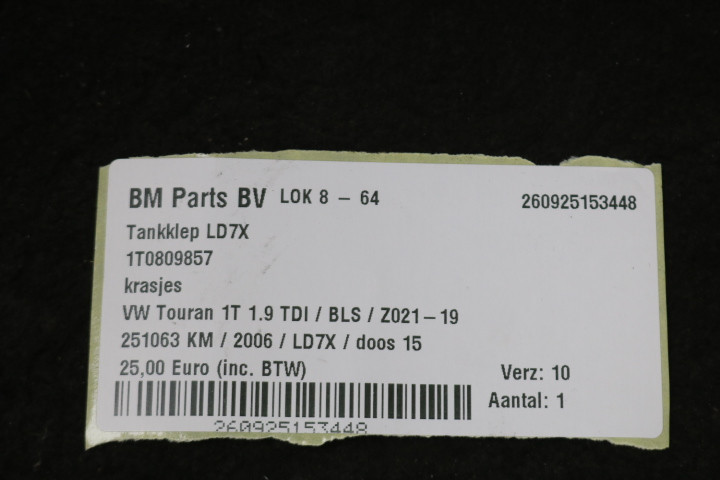 BM Parts BV LOK 8 - 64 260925153448
Tankklep LD7X
1T0809857
krasjes
VW Touran 1T 1.9 TDI / BLS / Z021-19
251063 KM / 2006 / LD7X / doos 15
25,00 Euro (inc. BTW) Verz: 10
Aantal: 1
260925153448